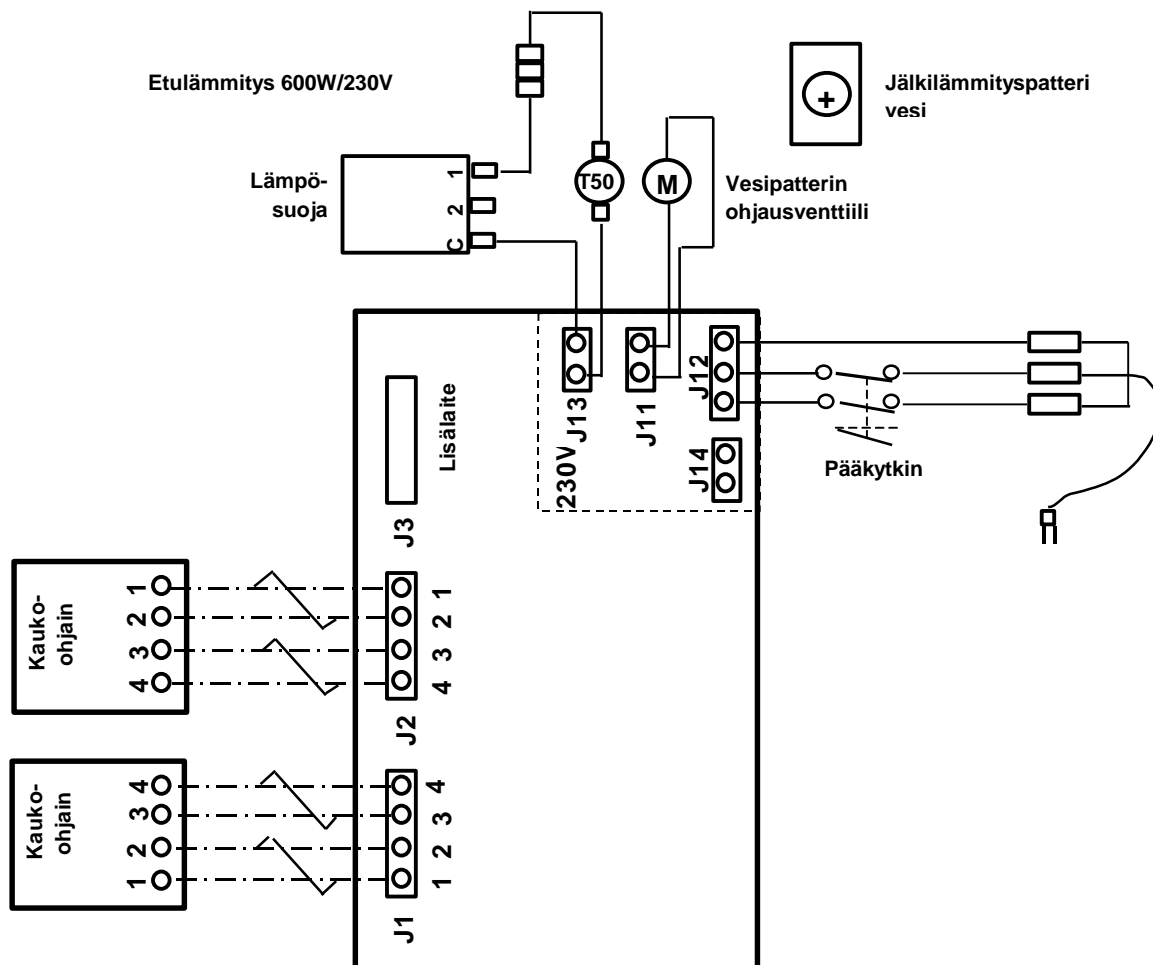 Etulämmitys 600W/230V
Jälkilämmityspatteri
vesi
Lämpö-
suoja
1
2
C
T50
M
Vesipatterin
ohjausventtiili
+
J13
J11
J12
J14
230V
Pääkytkin
Lisälaite
J3
Kauko-
ohjain
1
2
3
4
1
2
3
4
J2
Kauko-
ohjain
4
3
2
1
4
3
2
1
J1